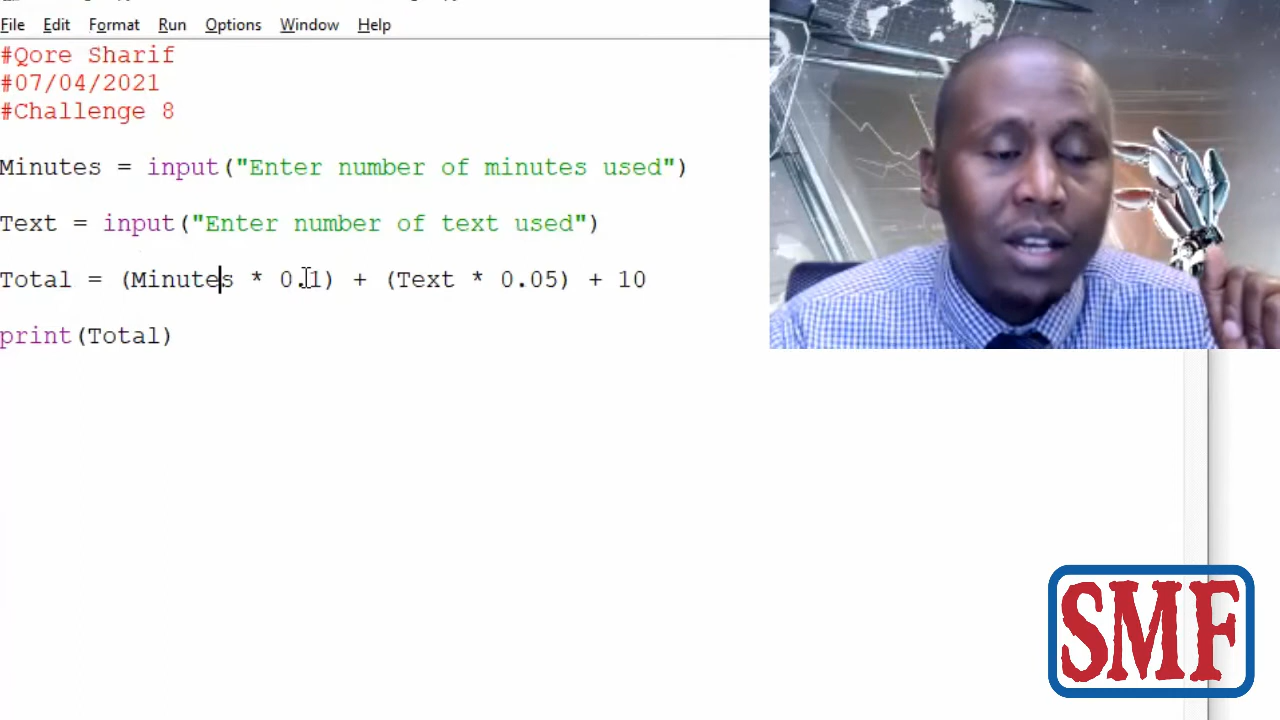 File Edit Format Run Options Window Help
#Qore Sharif
#07/04/2021
#Challenge 8
Minutes = input("Enter number of minutes used")
Text = input("Enter number of text used")
Total = (Minutes * 0.1) + (Text * 0.05) + 10
print(Total)
SMF